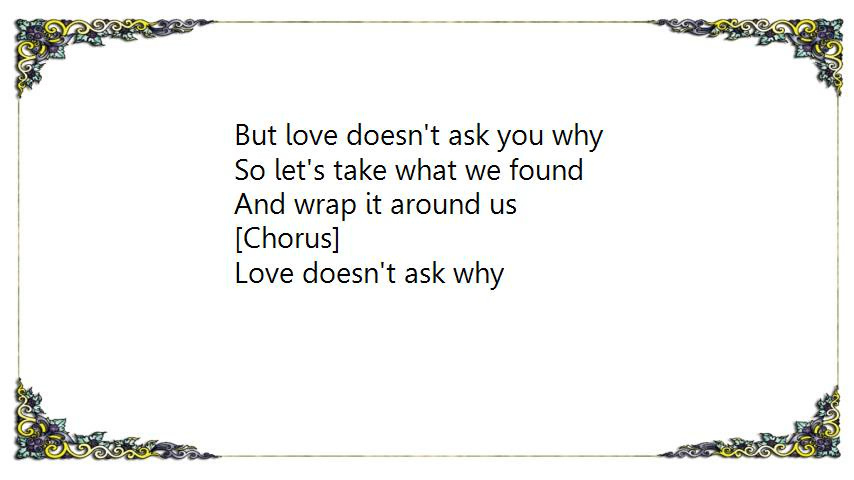 But love doesn't ask you why
So let's take what we found
And wrap it around us
[Chorus]
Love doesn't ask why